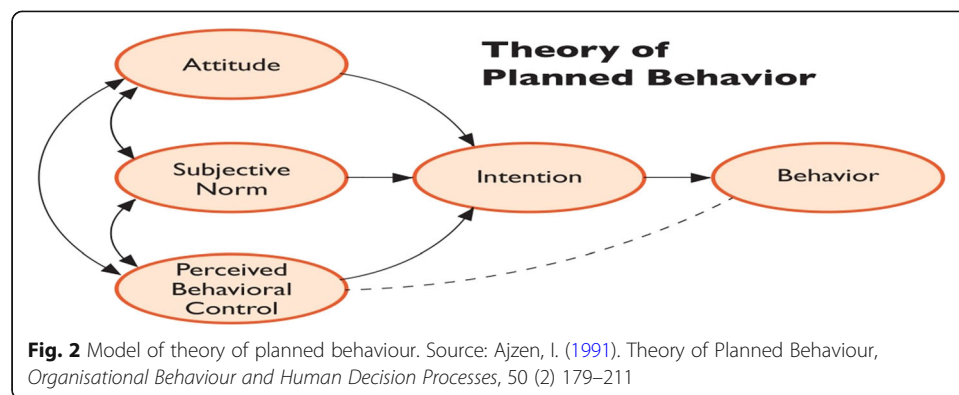 Theory of
Planned Behavior
Attitude
Subjective
Norm
Intention
Behavior
Perceived
Behavioral
Control
Fig. 2 Model of theory of planned behaviour. Source: Ajzen, I. (1991). Theory of Planned Behaviour,
Organisational Behaviour and Human Decision Processes, 50 (2) 179–211